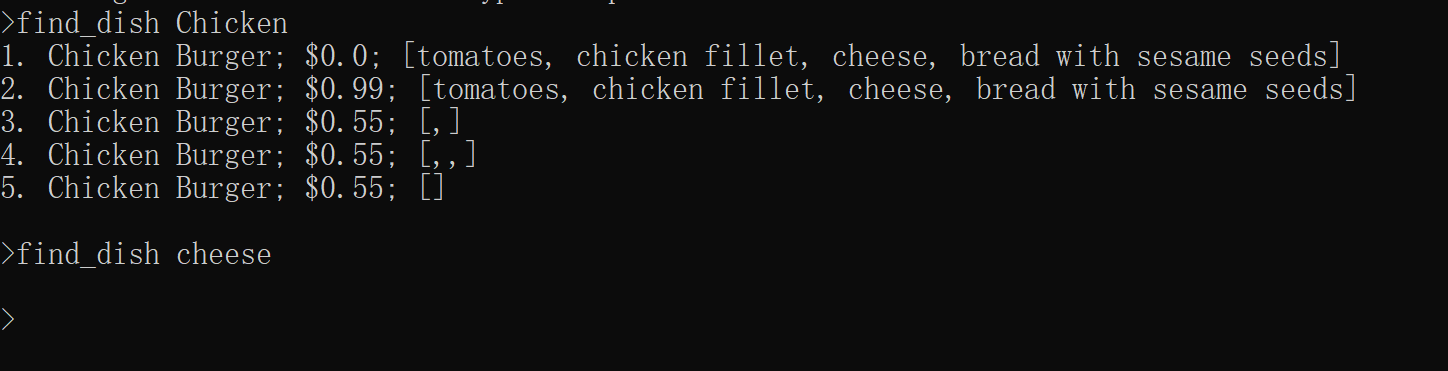 >find_dish Chicken
1. Chicken Burger; $0.0; [tomatoes, chicken fillet, cheese, bread with sesame seeds]
2. Chicken Burger; $0.99; [tomatoes, chicken fillet, cheese, bread with sesame seeds]
3. Chicken Burger; $0.55; [,]
4. Chicken Burger; $0.55; [,,]
5. Chicken Burger; $0.55; []
>find_dish cheese
>